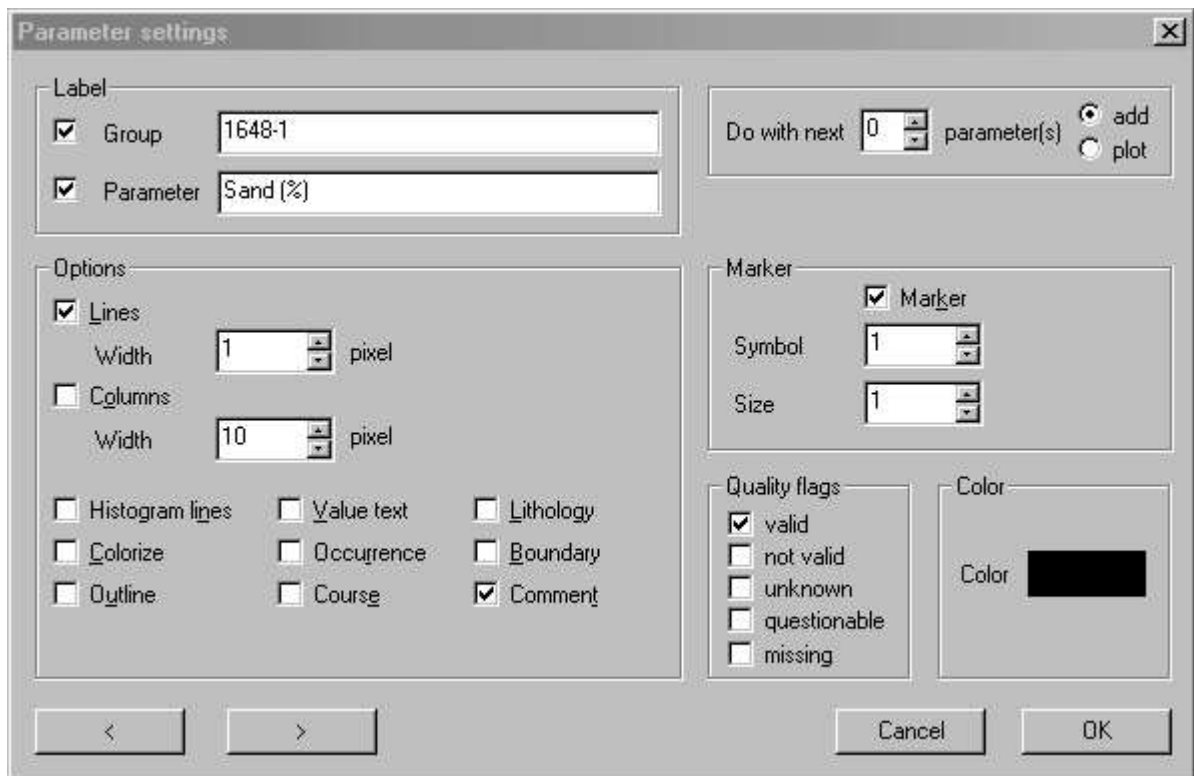 Parameter settings
Label
Group 1648-1
Parameter Sand (%)
Do with next 0 parameter(s)
add
plot
Options
Lines
Width 1 pixel
Columns
Width 10 pixel
Histogram lines Value text Lithology
Colorize Occurrence Boundary
Outline Course Comment
Marker
Marker
Symbol 1
Size 1
Quality flags
valid
not valid
unknown
questionable
missing
Color
Color
< >
Cancel OK